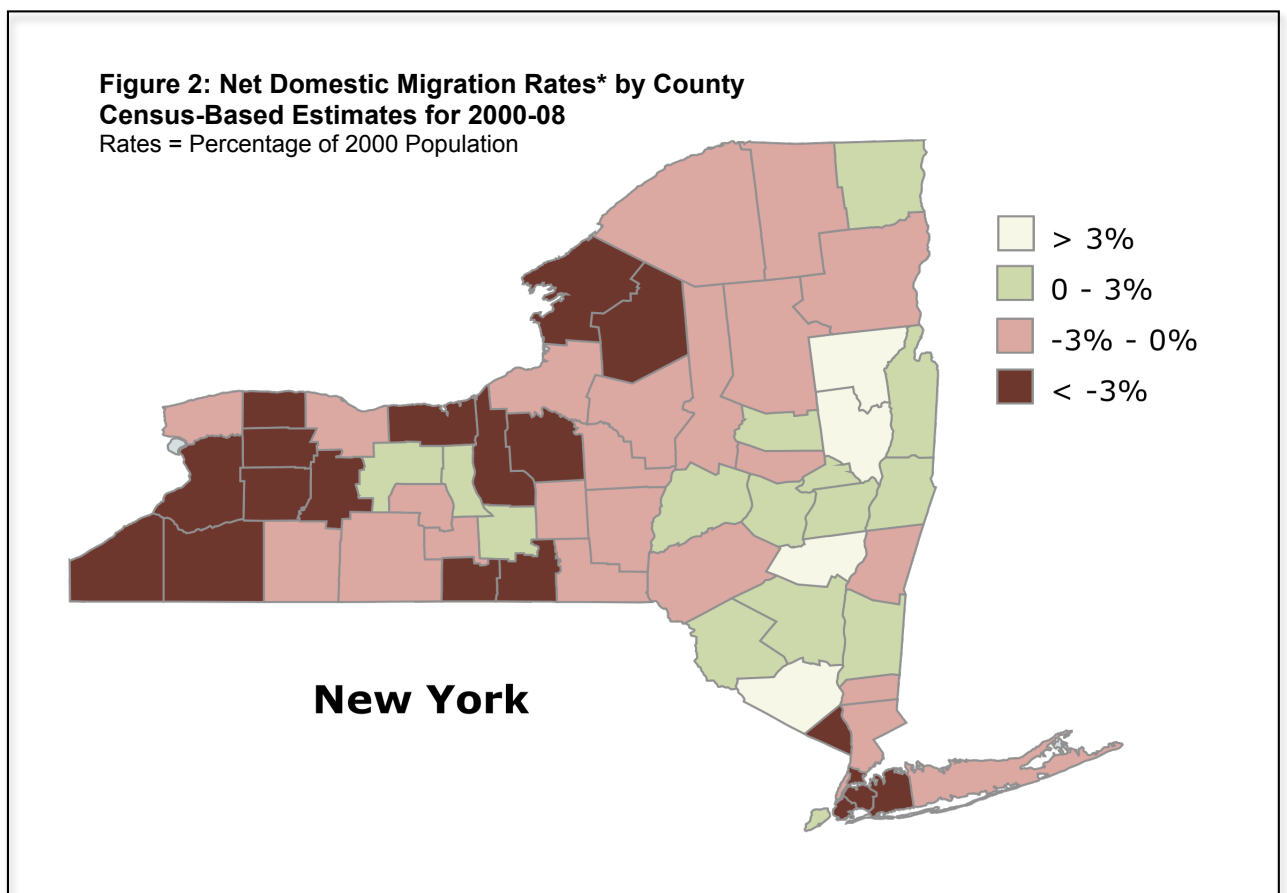 Figure 2: Net Domestic Migration Rates* by County
Census-Based Estimates for 2000-08
Rates = Percentage of 2000 Population
> 3%
0 - 3%
-3% - 0%
< -3%
New York